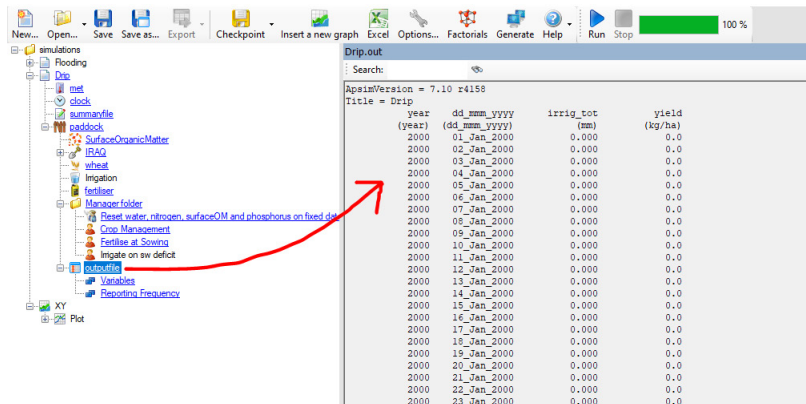 New... Open... Save Save as... Export Checkpoint Insert a new graph Excel Options... Factorials Generate Help Run Stop 100 %
simulations
Flooding
Drip
met
clock
summaryfile
paddock
SurfaceOrganicMatter
IRAQ
wheat
Irrigation
fertiliser
Manager folder
Reset water, nitrogen, surfaceOM and phosphorus on fixed dat
Crop Management
Fertilise at Sowing
Irrigate on sw deficit
outputfile
Variables
Reporting Frequency
XY
Plot
Drip.out
Search:
ApsimVersion = 7.10 r4158
Title = Drip
year dd_mmm_yyyy irrig_tot yield
(year) (dd_mmm_yyyy) (mm) (kg/ha)
2000 01_Jan_2000 0.000 0.0
2000 02_Jan_2000 0.000 0.0
2000 03_Jan_2000 0.000 0.0
2000 04_Jan_2000 0.000 0.0
2000 05_Jan_2000 0.000 0.0
2000 06_Jan_2000 0.000 0.0
2000 07_Jan_2000 0.000 0.0
2000 08_Jan_2000 0.000 0.0
2000 09_Jan_2000 0.000 0.0
2000 10_Jan_2000 0.000 0.0
2000 11_Jan_2000 0.000 0.0
2000 12_Jan_2000 0.000 0.0
2000 13_Jan_2000 0.000 0.0
2000 14_Jan_2000 0.000 0.0
2000 15_Jan_2000 0.000 0.0
2000 16_Jan_2000 0.000 0.0
2000 17_Jan_2000 0.000 0.0
2000 18_Jan_2000 0.000 0.0
2000 19_Jan_2000 0.000 0.0
2000 20_Jan_2000 0.000 0.0
2000 21_Jan_2000 0.000 0.0
2000 22_Jan_2000 0.000 0.0
2000 23_Jan_2000 0.000 0.0